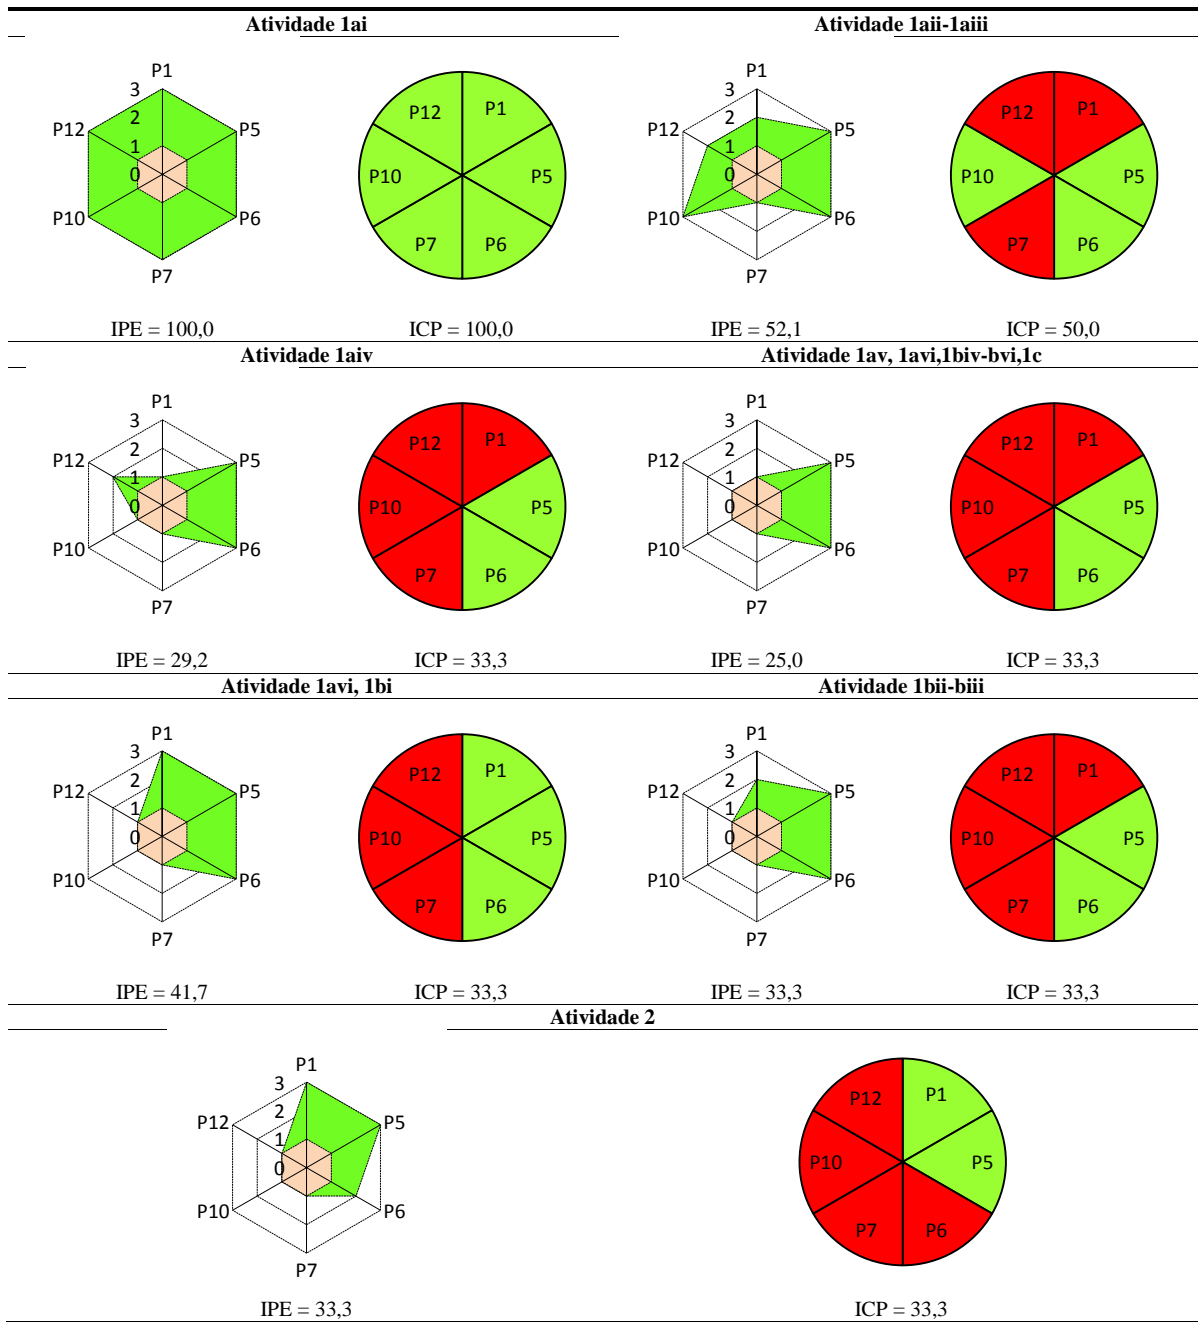 Atividade 1ai
Atividade 1aii-1aiii
P1
3
2
1
0
P12
P5
P10
P6
P7
P12
P1
P10
P5
P7
P6
P1
3
2
1
0
P12
P5
P10
P6
P7
P12
P1
P10
P5
P7
P6
IPE = 100,0
ICP = 100,0
IPE = 52,1
ICP = 50,0
Atividade 1aiv
Atividade 1av, 1avi,1biv-bvi,1c
P1
3
2
1
0
P12
P5
P10
P6
P7
P12
P1
P10
P5
P7
P6
P1
3
2
1
0
P12
P5
P10
P6
P7
P12
P1
P10
P5
P7
P6
IPE = 29,2
ICP = 33,3
IPE = 25,0
ICP = 33,3
Atividade 1avi, 1bi
Atividade 1bii-biii
P1
3
2
1
0
P12
P5
P10
P6
P7
P12
P1
P10
P5
P7
P6
P1
3
2
1
0
P12
P5
P10
P6
P7
P12
P1
P10
P5
P7
P6
IPE = 41,7
ICP = 33,3
IPE = 33,3
ICP = 33,3
Atividade 2
P1
3
2
1
0
P12
P5
P10
P6
P7
P12
P1
P10
P5
P7
P6
IPE = 33,3
ICP = 33,3